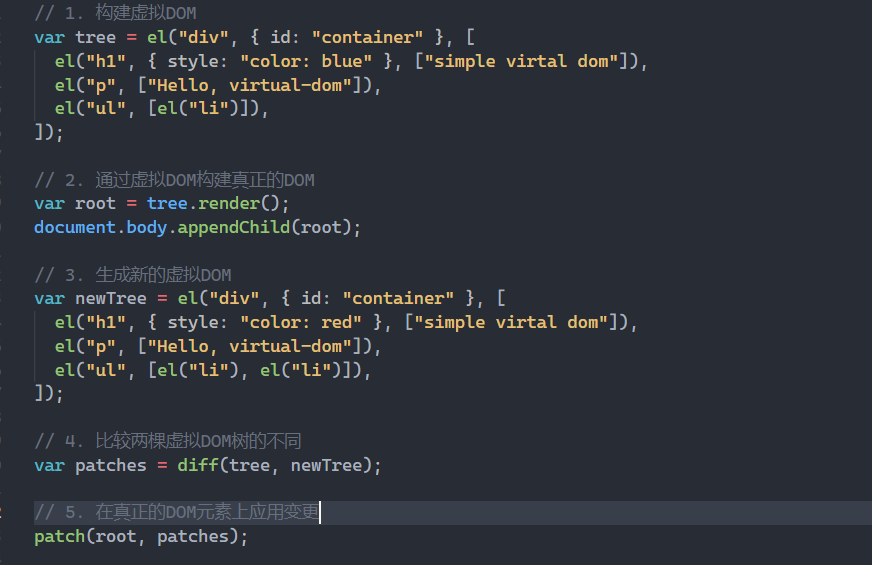 // 1. 构建虚拟DOM
var tree = el("div", { id: "container" }, [
  el("h1", { style: "color: blue" }, ["simple virtal dom"]),
  el("p", ["Hello, virtual-dom"]),
  el("ul", [el("li")]),
]);

// 2. 通过虚拟DOM构建真正的DOM
var root = tree.render();
document.body.appendChild(root);

// 3. 生成新的虚拟DOM
var newTree = el("div", { id: "container" }, [
  el("h1", { style: "color: red" }, ["simple virtal dom"]),
  el("p", ["Hello, virtual-dom"]),
  el("ul", [el("li"), el("li")]),
]);

// 4. 比较两棵虚拟DOM树的不同
var patches = diff(tree, newTree);

// 5. 在真正的DOM元素上应用变更
patch(root, patches);